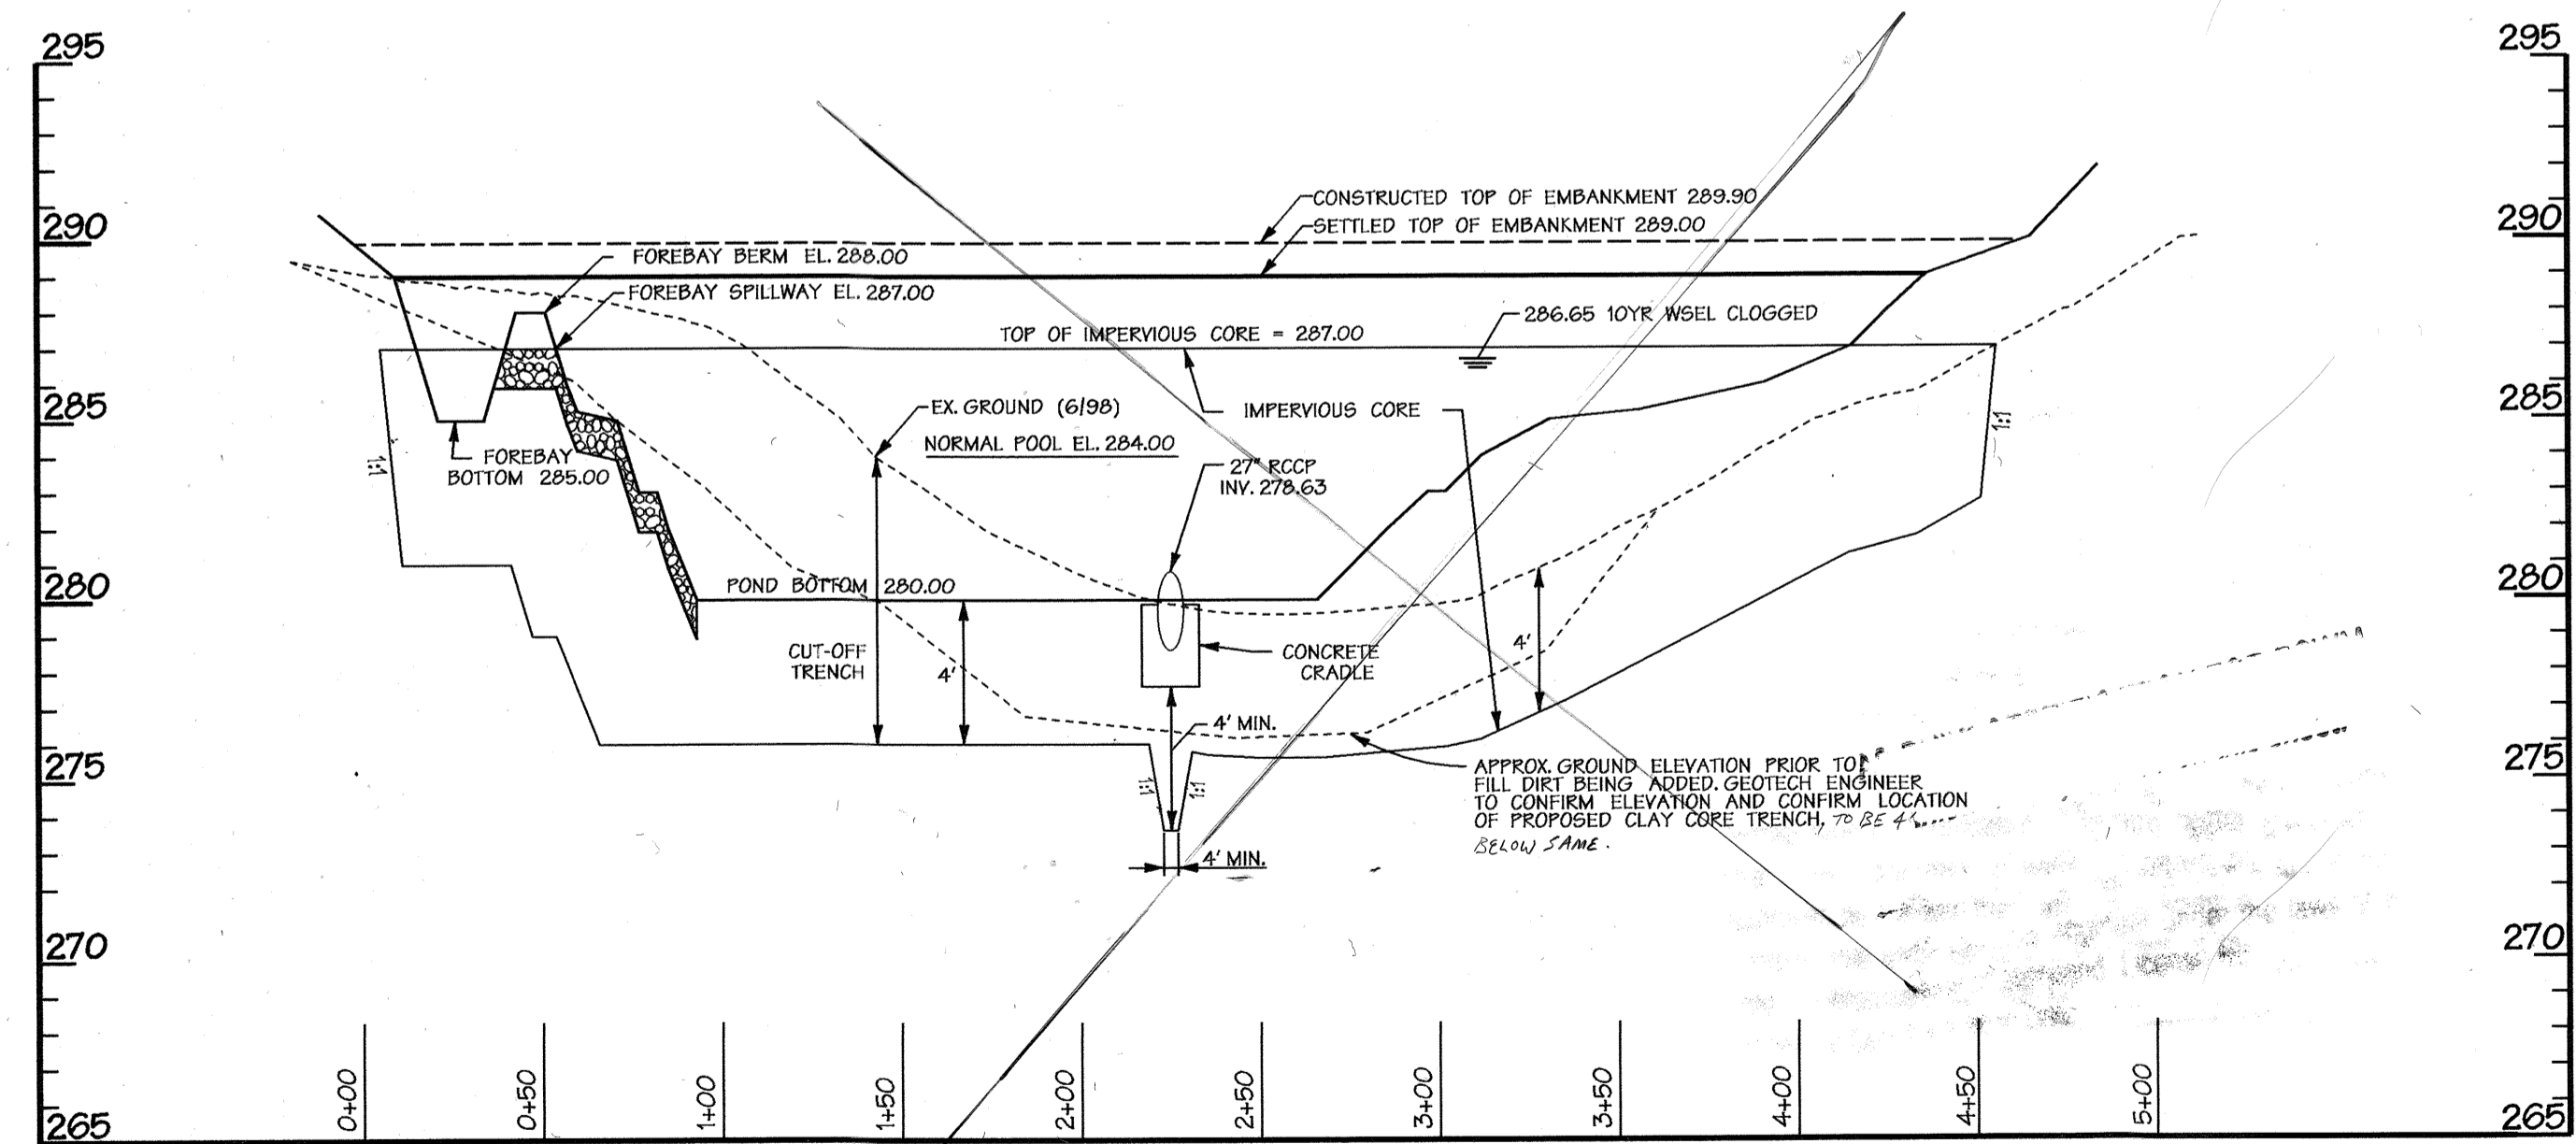 295
295
CONSTRUCTED TOP OF EMBANKMENT 289.90
290
SETTLED TOP OF EMBANKMENT 289.00
290
FOREBAY BERM EL. 288.00
FOREBAY SPILLWAY EL. 287.00
286.65 10YR WSEL CLOGGED
TOP OF IMPERVIOUS CORE = 287.00
285
EX. GROUND (6/98)
IMPERVIOUS CORE
285
1:1
NORMAL POOL EL. 284.00
1:1
FOREBAY
BOTTOM 285.00
27" RCCP
INV. 278.63
280
POND BOTTOM 280.00
280
CUT-OFF
TRENCH
4'
CONCRETE
CRADLE
4'
4' MIN.
275
1:1
1:1
APPROX. GROUND ELEVATION PRIOR TO
FILL DIRT BEING ADDED. GEOTECH ENGINEER
TO CONFIRM ELEVATION AND CONFIRM LOCATION
OF PROPOSED CLAY CORE TRENCH, TO BE 4'
BELOW SAME.
275
4' MIN.
270
270
0+00
0+50
1+00
1+50
2+00
2+50
3+00
3+50
4+00
4+50
5+00
265
265